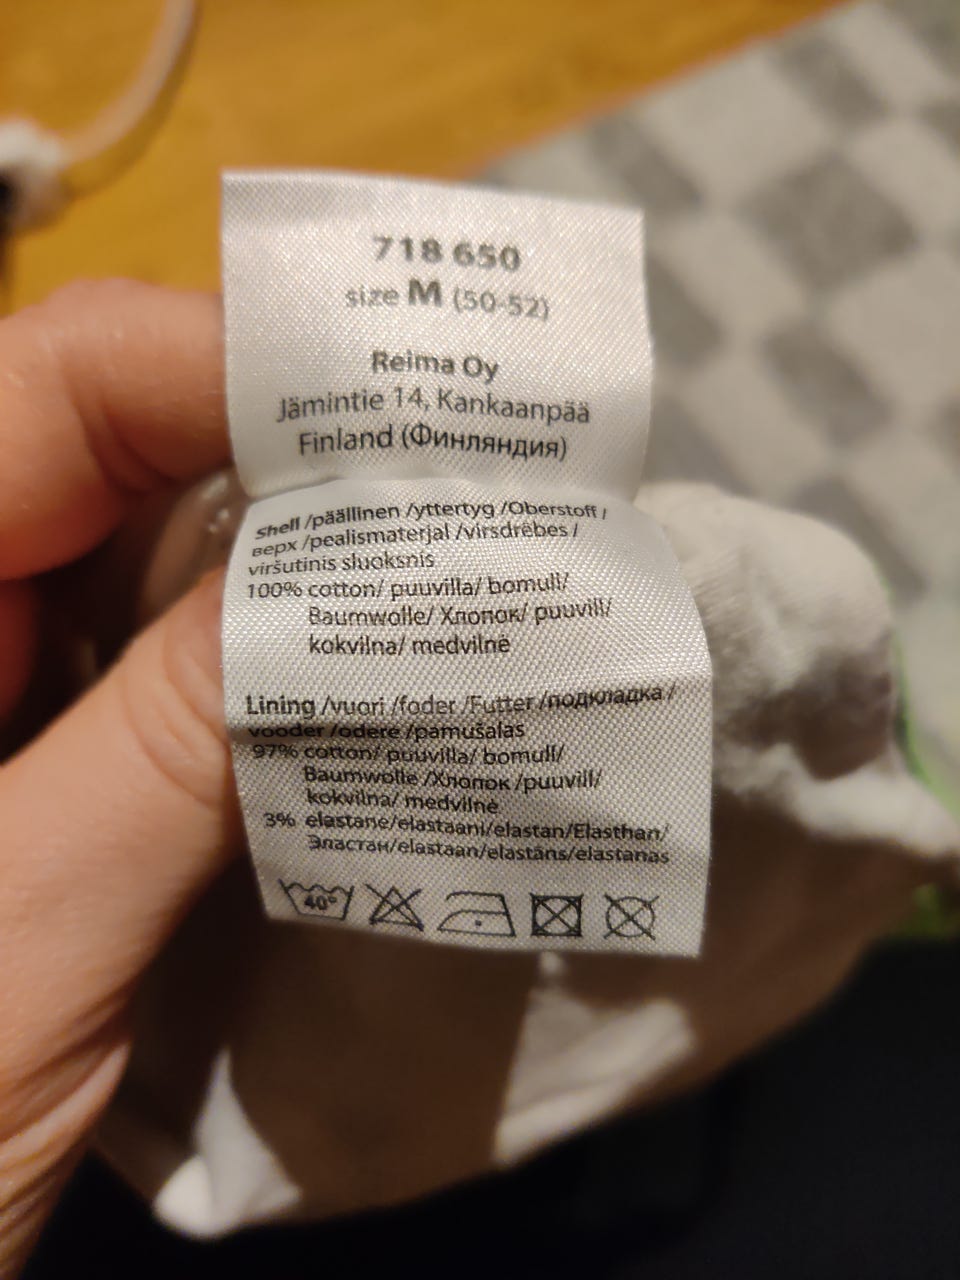 718 650
size M (50-52)
Reima Oy
Jämintie 14, Kankaanpää
Finland (Финляндия)
Shell /päällinen /yttertyg /Oberstoff /
верх /pealismaterjal /virsdrēbes /
viršutinis sluoksnis
100% cotton/ puuvilla/ bomull/
Baumwolle/ Хлопок/ puuvill/
kokvilna/ medvilnė
Lining /vuori /foder /Futter /подкладка /
vooder /odere /pamušalas
97% cotton/ puuvilla/ bomull/
Baumwolle /Хлопок /puuvill/
kokvilna/ medvilnė
3% elastane/elastaani/elastan/Elasthan/
Эластан/elastaan/elastāns/elastanas
40°